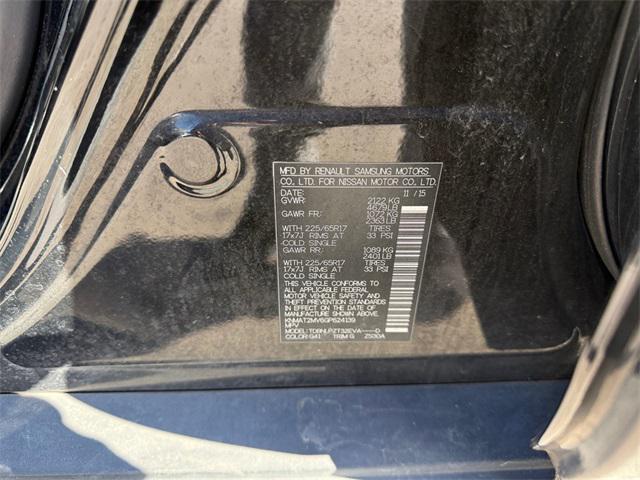 MFD BY RENAULT SAMSUNG MOTORS
CO., LTD. FOR NISSAN MOTOR CO., LTD.
DATE: 11 / 15
GVWR: 2122 KG
4679 LB
GAWR FR: 1072 KG
2363 LB
WITH 225/65R17 TIRES
17x7J RIMS AT 33 PSI
COLD SINGLE
GAWR RR: 1089 KG
2401 LB
WITH 225/65R17 TIRES
17x7J RIMS AT 33 PSI
COLD SINGLE
THIS VEHICLE CONFORMS TO
ALL APPLICABLE FEDERAL
MOTOR VEHICLE SAFETY AND
THEFT PREVENTION STANDARDS
IN EFFECT ON THE DATE OF
MANUFACTURE SHOWN ABOVE.
KNMAT2MV6GP624139
MPV
MODEL: TDBNLPZT32EVA-----D
COLOR: G41 TRIM: G